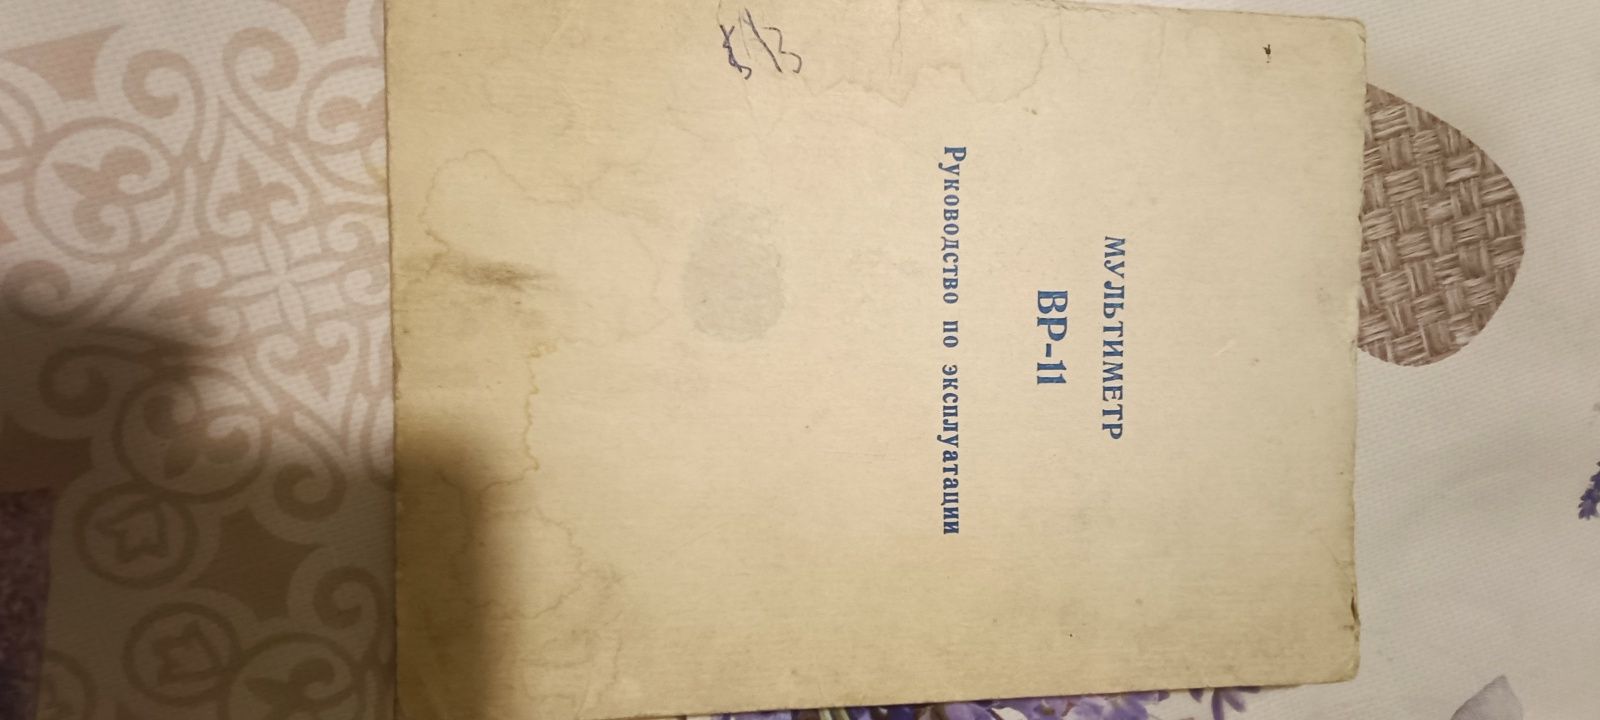 МУЛЬТИМЕТР
ВР-11
Руководство по эксплуатации